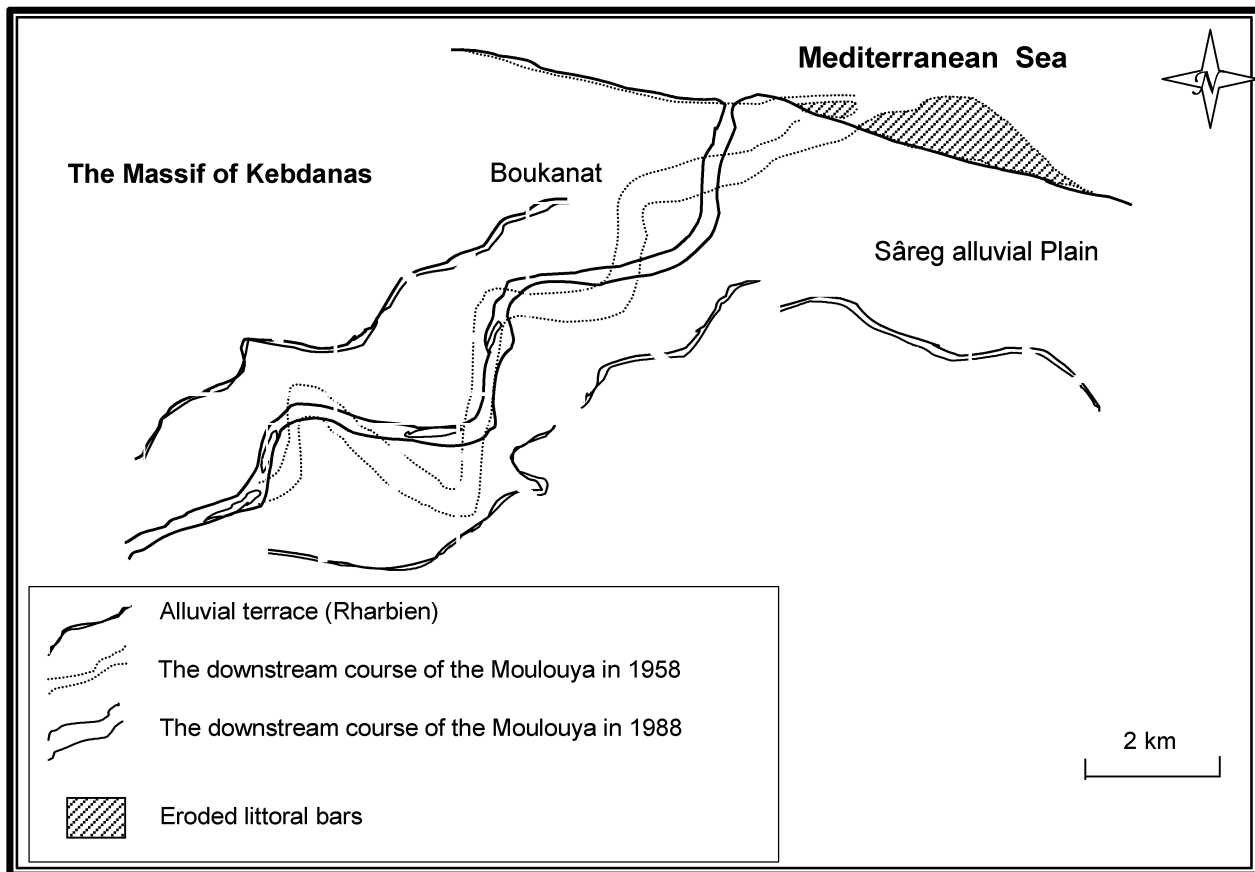 Mediterranean Sea
N
The Massif of Kebdanas
Boukanat
Sâreg alluvial Plain
Alluvial terrace (Rharbien)
The downstream course of the Moulouya in 1958
The downstream course of the Moulouya in 1988
2 km
Eroded littoral bars